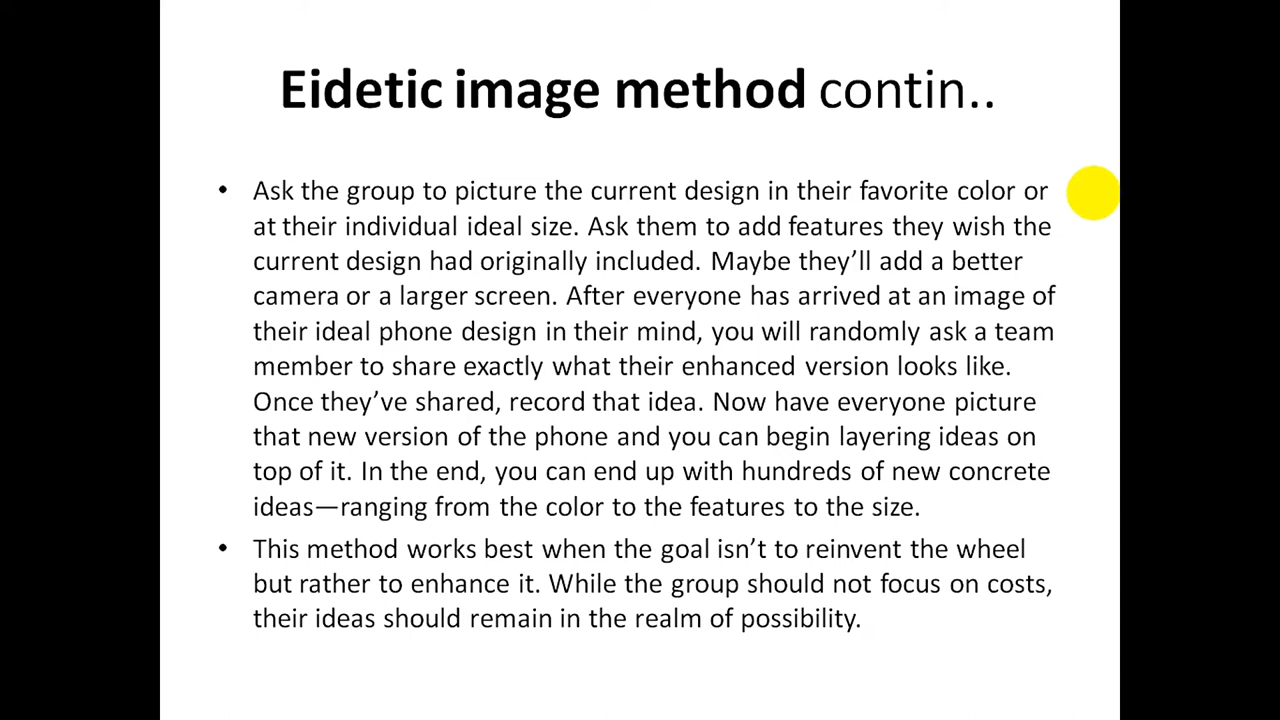 Eidetic image method contin..
• Ask the group to picture the current design in their favorite color or
at their individual ideal size. Ask them to add features they wish the
current design had originally included. Maybe they’ll add a better
camera or a larger screen. After everyone has arrived at an image of
their ideal phone design in their mind, you will randomly ask a team
member to share exactly what their enhanced version looks like.
Once they’ve shared, record that idea. Now have everyone picture
that new version of the phone and you can begin layering ideas on
top of it. In the end, you can end up with hundreds of new concrete
ideas—ranging from the color to the features to the size.
• This method works best when the goal isn’t to reinvent the wheel
but rather to enhance it. While the group should not focus on costs,
their ideas should remain in the realm of possibility.